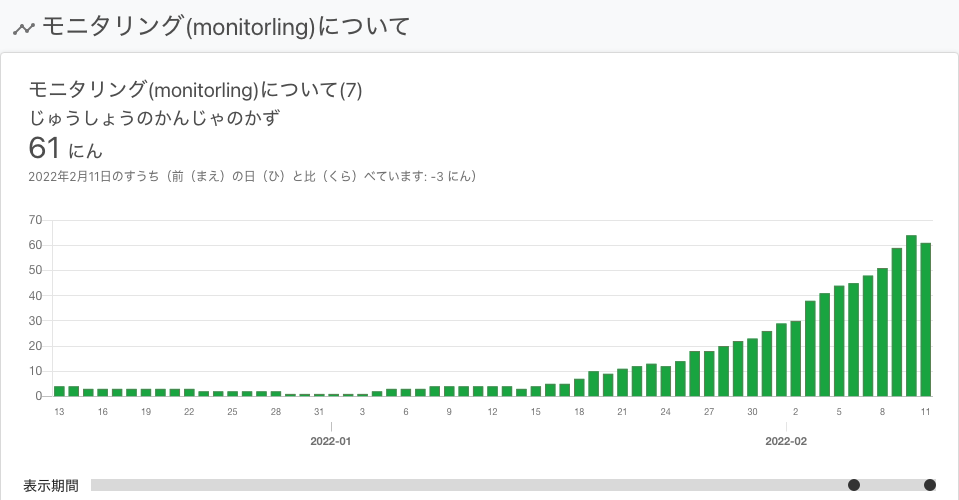 モニタリング(monitorling)について
モニタリング(monitorling)について(7)
じゅうしょうのかんじゃのかず
61 にん
2022年2月11日のすうち（前（まえ）の日（ひ）と比（くら）べています: -3 にん）
70
60
50
40
30
20
10
0
13 16 19 22 25 28 31 3 6 9 12 15 18 21 24 27 30 2 5 8 11
2022-01 2022-02
表示期間